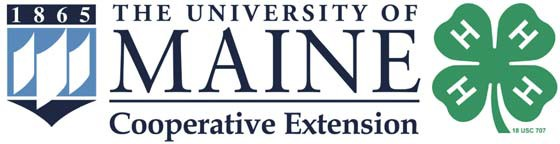 1865
THE UNIVERSITY OF
MAINE
Cooperative Extension
H H
H H
18 USC 707